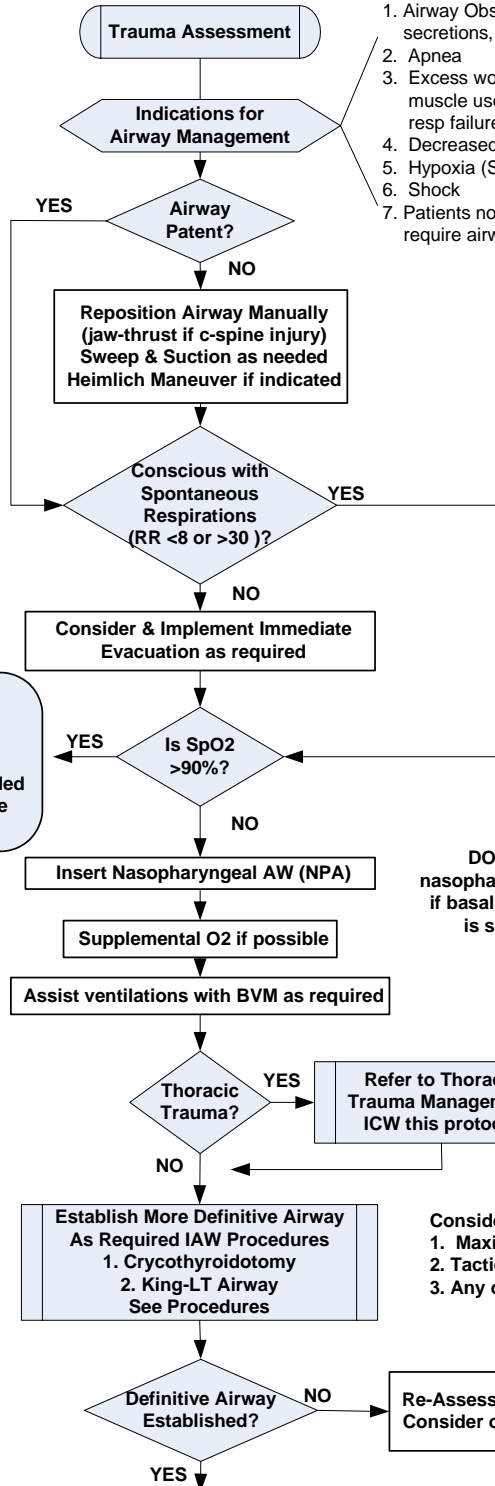 Trauma Assessment
1. Airway Obs
secretions,
2. Apnea
3. Excess wo
muscle use
resp failure
4. Decreased
5. Hypoxia (S
6. Shock
7. Patients no
require airw
Indications for
Airway Management
YES
Airway
Patent?
NO
Reposition Airway Manually
(jaw-thrust if c-spine injury)
Sweep & Suction as needed
Heimlich Maneuver if indicated
Conscious with
Spontaneous
Respirations
(RR <8 or >30 )?
YES
NO
Consider & Implement Immediate
Evacuation as required
YES
Is SpO2
>90%?
led
e
NO
Insert Nasopharyngeal AW (NPA)
DO
nasopha
if basal
is s
Supplemental O2 if possible
Assist ventilations with BVM as required
Thoracic
Trauma?
YES
Refer to Thorac
Trauma Managem
ICW this protoc
NO
Establish More Definitive Airway
As Required IAW Procedures
1. Crycothyroidotomy
2. King-LT Airway
See Procedures
Conside
1. Maxi
2. Tactic
3. Any c
Definitive Airway
Established?
NO
Re-Assess
Consider o
YES